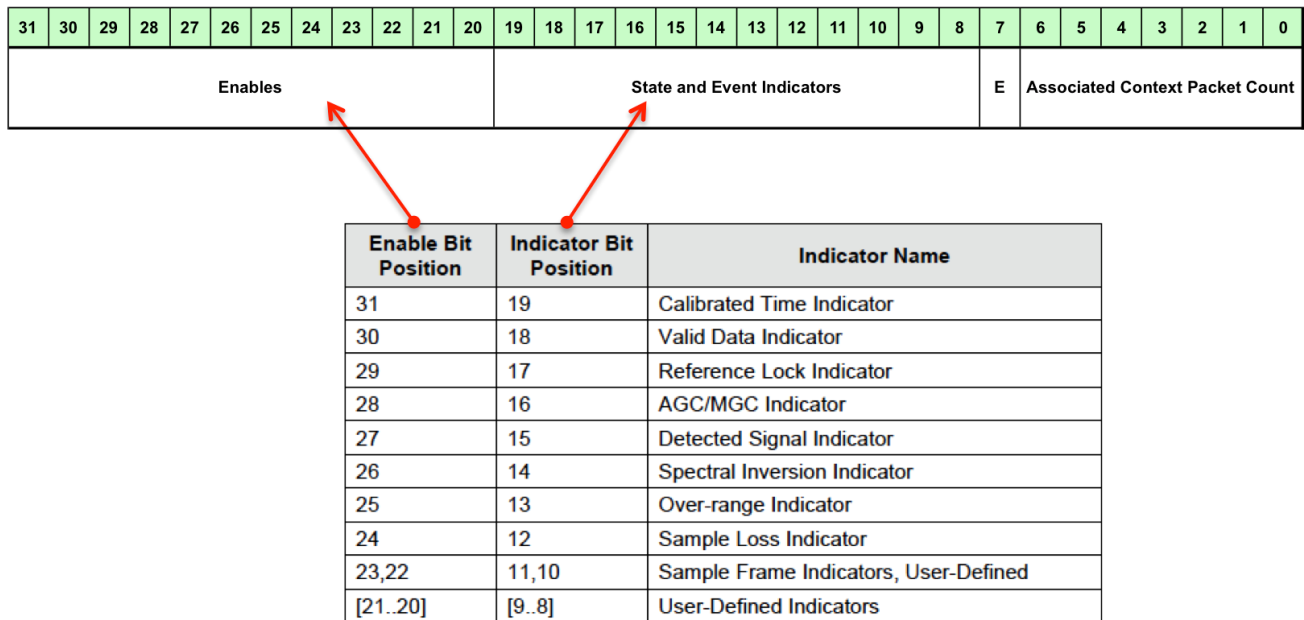 31 30 29 28 27 26 25 24 23 22 21 20 19 18 17 16 15 14 13 12 11 10 9 8 7 6 5 4 3 2 1 0
Enables State and Event Indicators E Associated Context Packet Count
Enable Bit Position Indicator Bit Position Indicator Name
31 19 Calibrated Time Indicator
30 18 Valid Data Indicator
29 17 Reference Lock Indicator
28 16 AGC/MGC Indicator
27 15 Detected Signal Indicator
26 14 Spectral Inversion Indicator
25 13 Over-range Indicator
24 12 Sample Loss Indicator
23,22 11,10 Sample Frame Indicators, User-Defined
[21..20] [9..8] User-Defined Indicators